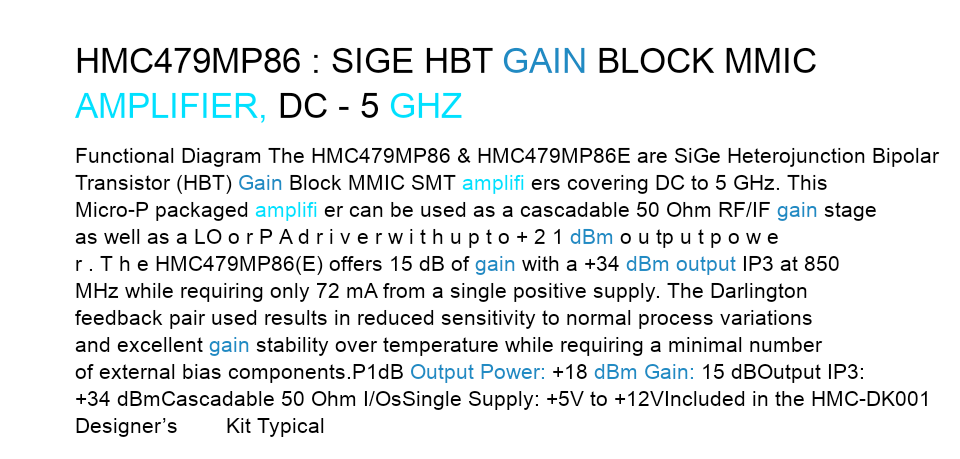 HMC479MP86 : SIGE HBT GAIN BLOCK MMIC
AMPLIFIER, DC - 5 GHZ
Functional Diagram The HMC479MP86 & HMC479MP86E are SiGe Heterojunction Bipolar
Transistor (HBT) Gain Block MMIC SMT amplifi ers covering DC to 5 GHz. This
Micro-P packaged amplifi er can be used as a cascadable 50 Ohm RF/IF gain stage
as well as a LO o r P A d r i v e r w i t h u p t o + 2 1 dBm o u tp u t p o w e
r . T h e HMC479MP86(E) offers 15 dB of gain with a +34 dBm output IP3 at 850
MHz while requiring only 72 mA from a single positive supply. The Darlington
feedback pair used results in reduced sensitivity to normal process variations
and excellent gain stability over temperature while requiring a minimal number
of external bias components.P1dB Output Power: +18 dBm Gain: 15 dBOutput IP3:
+34 dBmCascadable 50 Ohm I/OsSingle Supply: +5V to +12VIncluded in the HMC-DK001
Designer’s Kit Typical